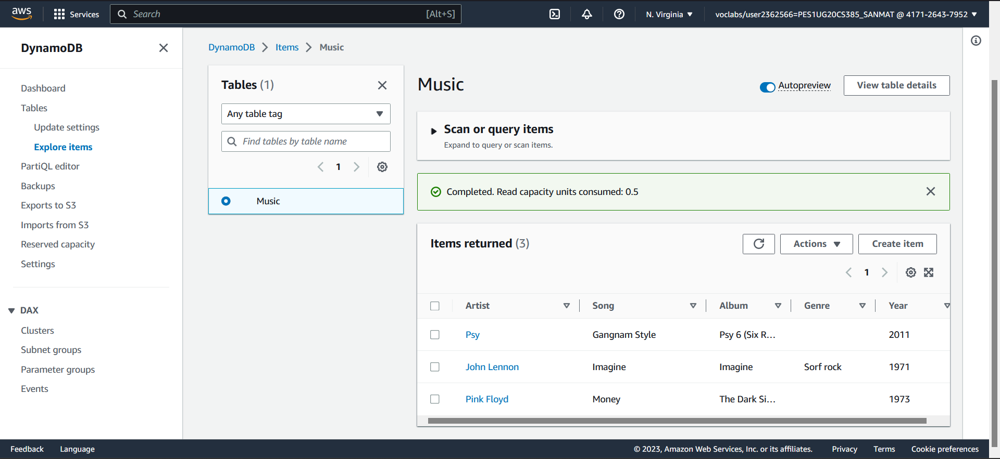 aws
Services
Search
[Alt+S]
N. Virginia
voclabs/user2362566=PES1UG20CS385_SANMAT @ 4171-2643-7952
DynamoDB
Dashboard
Tables
Update settings
Explore items
PartiQL editor
Backups
Exports to S3
Imports from S3
Reserved capacity
Settings
DAX
Clusters
Subnet groups
Parameter groups
Events
DynamoDB
Items
Music
Tables (1)
Any table tag
Find tables by table name
1
Music
Music
Autopreview
View table details
Scan or query items
Expand to query or scan items.
Completed. Read capacity units consumed: 0.5
Items returned (3)
Actions
Create item
1
Artist Song Album Genre Year
Psy Gangnam Style Psy 6 (Six R... 2011
John Lennon Imagine Imagine Sorf rock 1971
Pink Floyd Money The Dark Si... 1973
Feedback
Language
© 2023, Amazon Web Services, Inc. or its affiliates.
Privacy
Terms
Cookie preferences